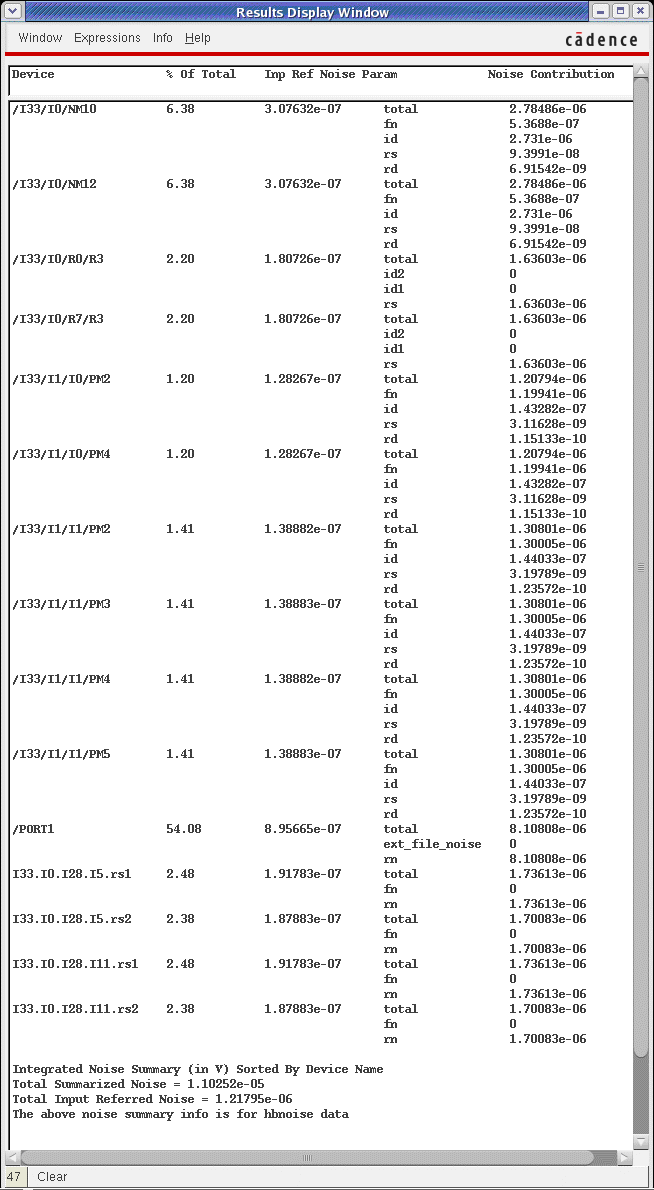 Results Display Window
Window Expressions Info Help
cādence
Device % Of Total Inp Ref Noise Param Noise Contribution
/I33/I0/NM10 6.38 3.07632e-07 total 2.78486e-06
fn 5.3688e-07
id 2.731e-06
rs 9.3991e-08
rd 6.91542e-09
/I33/I0/NM12 6.38 3.07632e-07 total 2.78486e-06
fn 5.3688e-07
id 2.731e-06
rs 9.3991e-08
rd 6.91542e-09
/I33/I0/R0/R3 2.20 1.80726e-07 total 1.63603e-06
id2 0
id1 0
rs 1.63603e-06
/I33/I0/R7/R3 2.20 1.80726e-07 total 1.63603e-06
id2 0
id1 0
rs 1.63603e-06
/I33/I1/I0/PM2 1.20 1.28267e-07 total 1.20794e-06
fn 1.19941e-06
id 1.43282e-07
rs 3.11628e-09
rd 1.15133e-10
/I33/I1/I0/PM4 1.20 1.28267e-07 total 1.20794e-06
fn 1.19941e-06
id 1.43282e-07
rs 3.11628e-09
rd 1.15133e-10
/I33/I1/I1/PM2 1.41 1.38882e-07 total 1.30801e-06
fn 1.30005e-06
id 1.44033e-07
rs 3.19789e-09
rd 1.23572e-10
/I33/I1/I1/PM3 1.41 1.38883e-07 total 1.30801e-06
fn 1.30005e-06
id 1.44033e-07
rs 3.19789e-09
rd 1.23572e-10
/I33/I1/I1/PM4 1.41 1.38882e-07 total 1.30801e-06
fn 1.30005e-06
id 1.44033e-07
rs 3.19789e-09
rd 1.23572e-10
/I33/I1/I1/PM5 1.41 1.38883e-07 total 1.30801e-06
fn 1.30005e-06
id 1.44033e-07
rs 3.19789e-09
rd 1.23572e-10
/PORT1 54.08 8.95665e-07 total 8.10808e-06
ext_file_noise 0
rn 8.10808e-06
I33.I0.I28.I5.rs1 2.48 1.91783e-07 total 1.73613e-06
fn 0
rn 1.73613e-06
I33.I0.I28.I5.rs2 2.38 1.87883e-07 total 1.70083e-06
fn 0
rn 1.70083e-06
I33.I0.I28.I11.rs1 2.48 1.91783e-07 total 1.73613e-06
fn 0
rn 1.73613e-06
I33.I0.I28.I11.rs2 2.38 1.87883e-07 total 1.70083e-06
fn 0
rn 1.70083e-06
Integrated Noise Summary (in V) Sorted By Device Name
Total Summarized Noise = 1.10252e-05
Total Input Referred Noise = 1.21795e-06
The above noise summary info is for hbnoise data
47 Clear